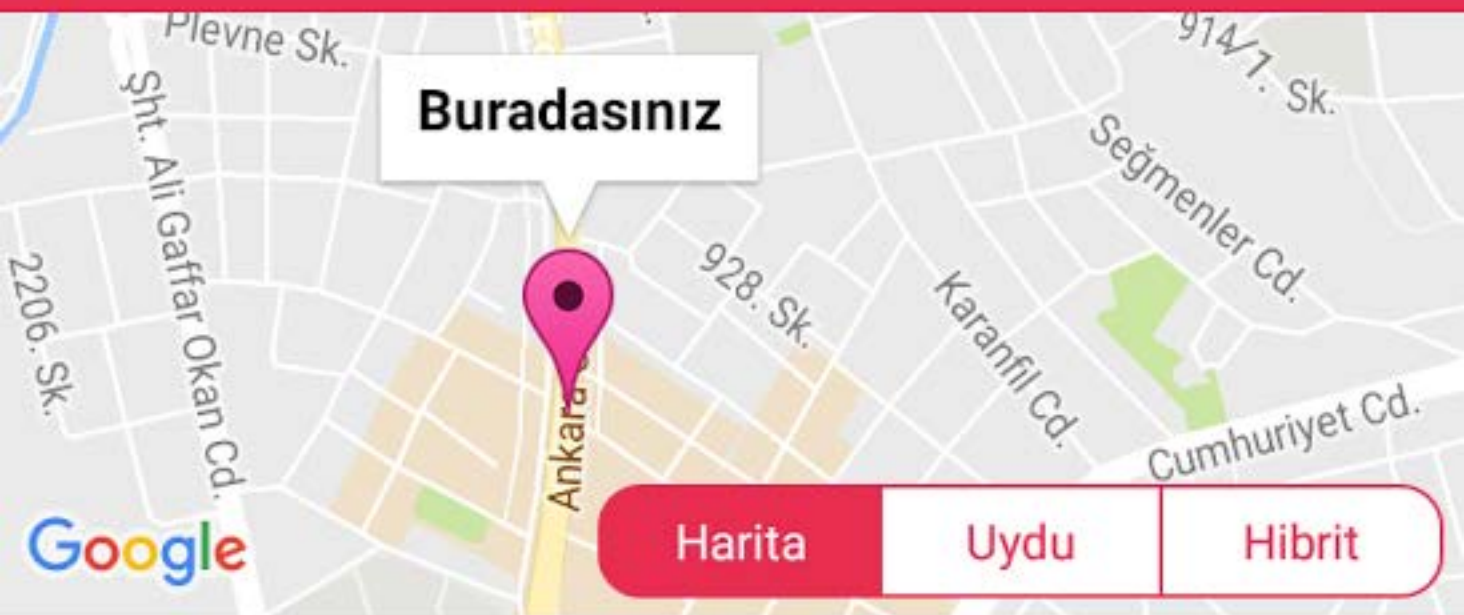 Plevne Sk.
914/1. Sk.
Buradasınız
Şht. Ali Gaffar Okan Cd.
Seğmenler Cd.
2206. Sk.
928. Sk.
Karanfil Cd.
Ankara
Cumhuriyet Cd.
Google
Harita
Uydu
Hibrit